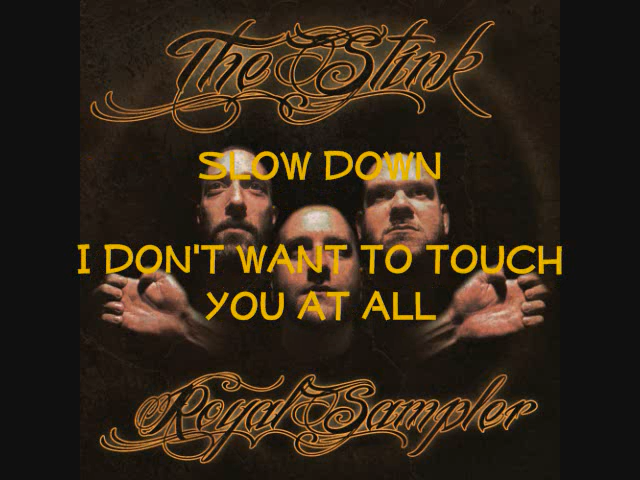 The Stink
SLOW DOWN
I DON'T WANT TO TOUCH
YOU AT ALL
Royal Sampler